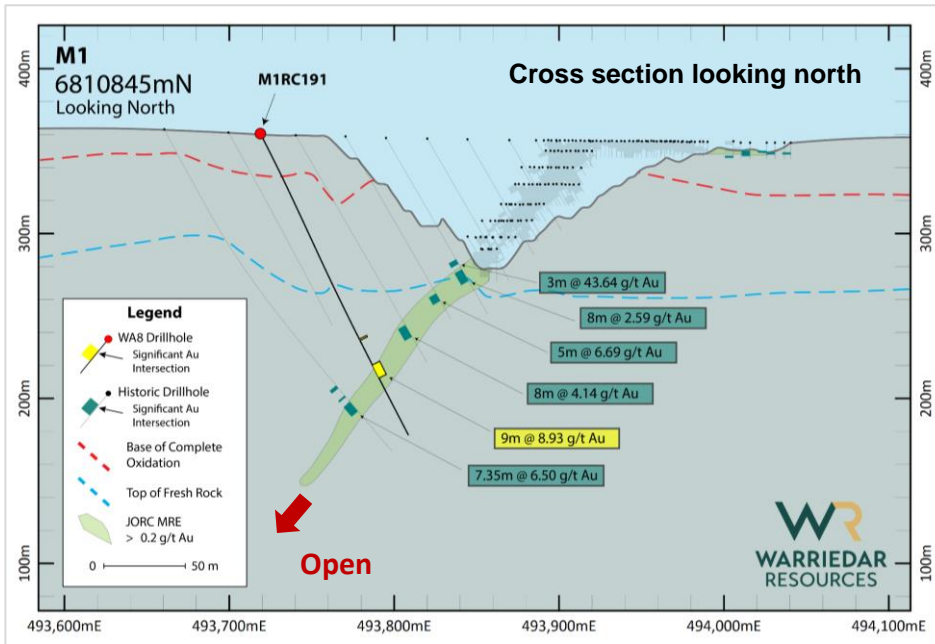 M1
6810845mN
Looking North
M1RC191
Cross section looking north
400m
300m
200m
100m
400m
300m
200m
100m
3m @ 43.64 g/t Au
8m @ 2.59 g/t Au
5m @ 6.69 g/t Au
8m @ 4.14 g/t Au
9m @ 8.93 g/t Au
7.35m @ 6.50 g/t Au
Legend
WA8 Drillhole
Significant Au
Intersection
Historic Drillhole
Significant Au
Intersection
Base of Complete
Oxidation
Top of Fresh Rock
JORC MRE
> 0.2 g/t Au
0 50 m
Open
WR
WARRIEDAR
RESOURCES
493,600mE 493,700mE 493,800mE 493,900mE 494,000mE 494,100mE